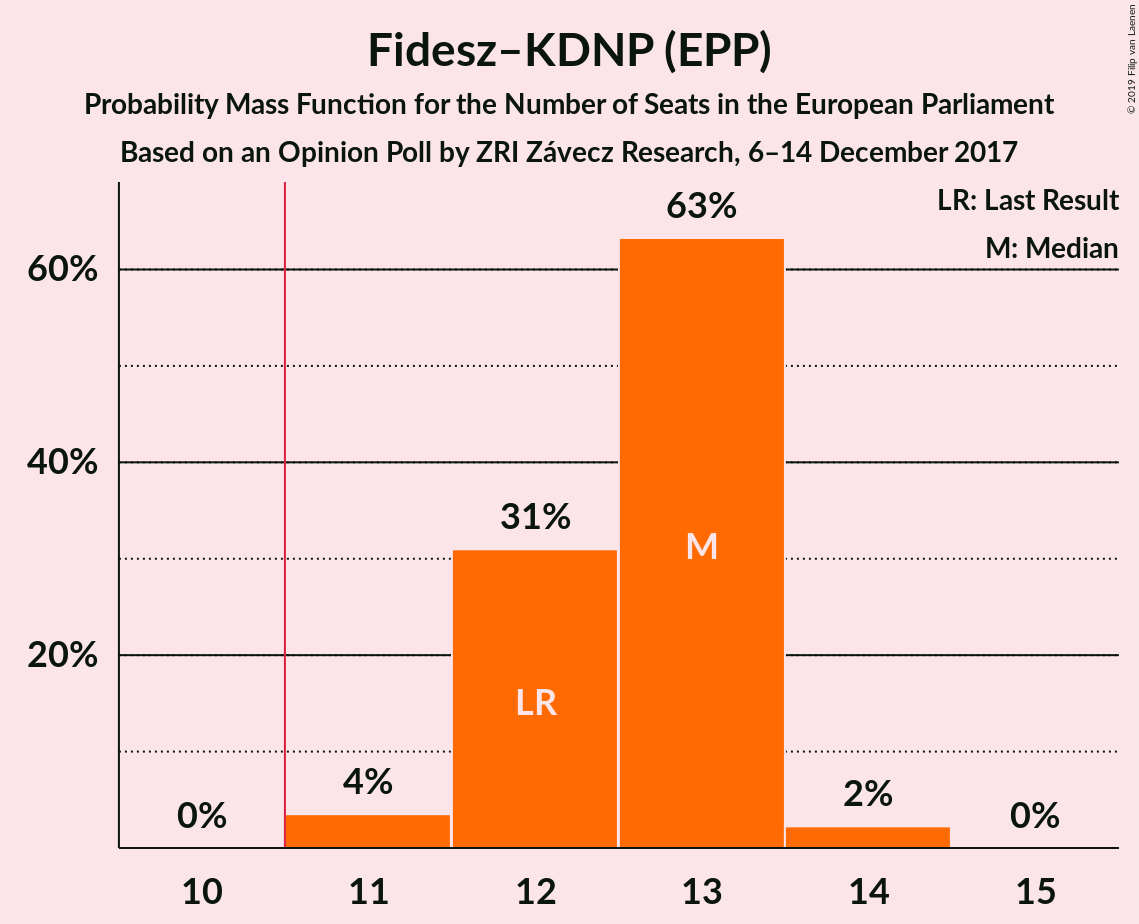 Fidesz–KDNP (EPP)
Probability Mass Function for the Number of Seats in the European Parliament
Based on an Opinion Poll by ZRI Závecz Research, 6–14 December 2017
© 2019 Filip van Laenen
LR: Last Result
M: Median
60%
40%
20%
0%
4%
31%
63%
2%
0%
LR
M
10
11
12
13
14
15